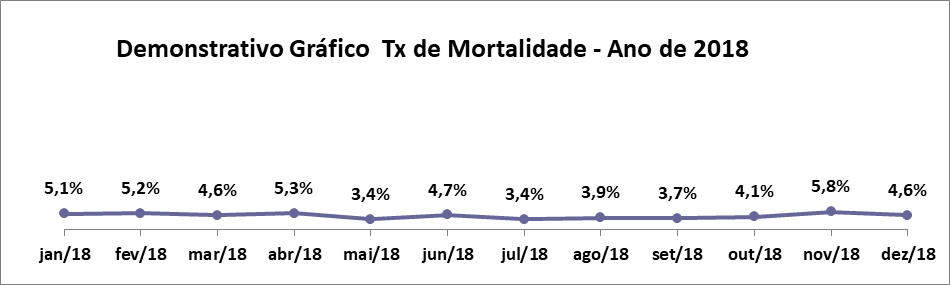 Demonstrativo Gráfico  Tx de Mortalidade - Ano de 2018
5,1% 5,2% 4,6% 5,3% 3,4% 4,7% 3,4% 3,9% 3,7% 4,1% 5,8% 4,6%
jan/18 fev/18 mar/18 abr/18 mai/18 jun/18 jul/18 ago/18 set/18 out/18 nov/18 dez/18